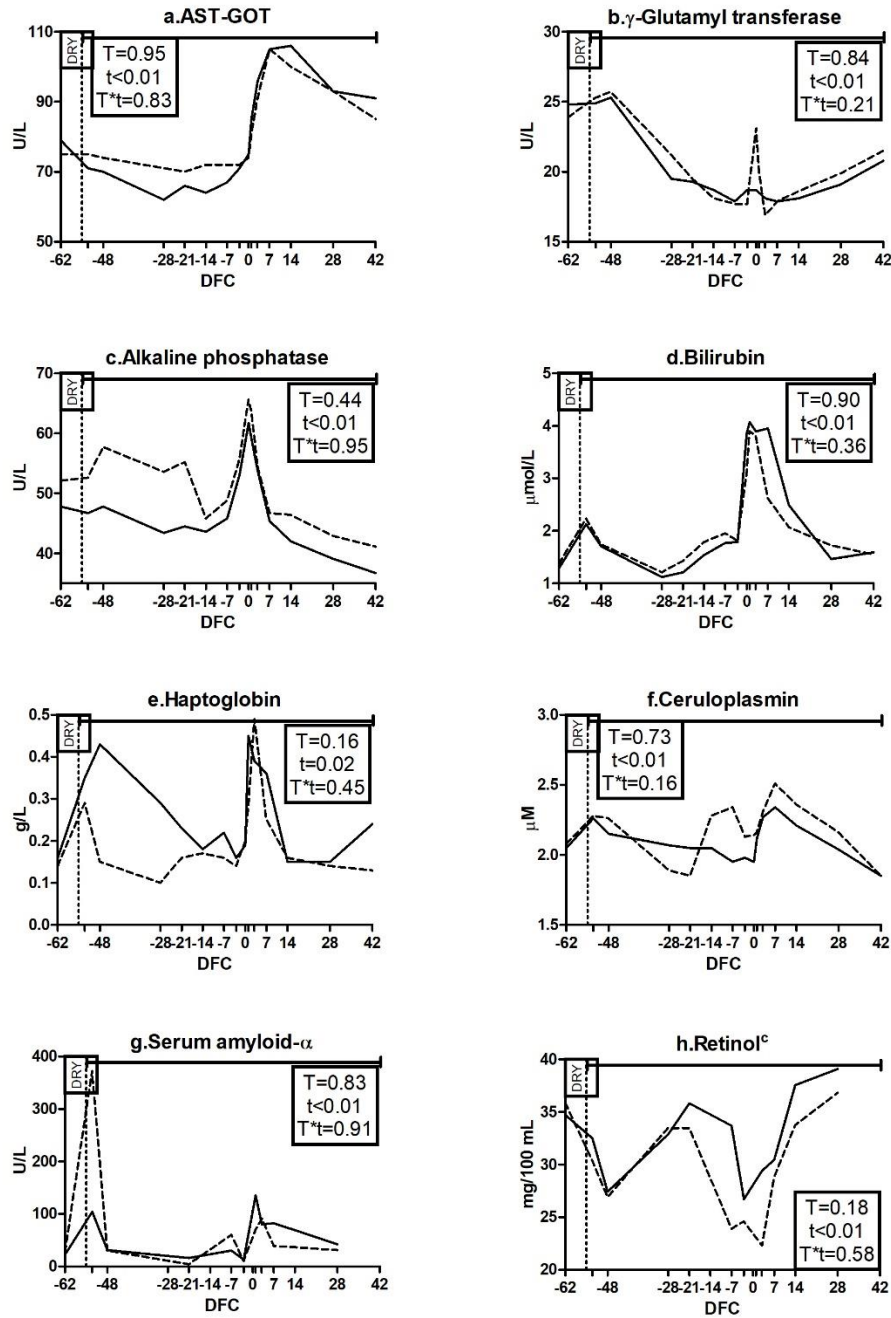 a.AST-GOT
110
90
70
50
U/L
DRY
T=0.95
t<0.01
T*t=0.83
-62 -48 -28 -21 -14 -7 0 7 14 28 42
DFC
b.γ-Glutamyl transferase
30
25
20
15
U/L
DRY
T=0.84
t<0.01
T*t=0.21
-62 -48 -28 -21 -14 -7 0 7 14 28 42
DFC
c.Alkaline phosphatase
70
60
50
40
U/L
DRY
T=0.44
t<0.01
T*t=0.95
-62 -48 -28 -21 -14 -7 0 7 14 28 42
DFC
d.Bilirubin
5
4
3
2
1
μmol/L
DRY
T=0.90
t<0.01
T*t=0.36
-62 -48 -28 -21 -14 -7 0 7 14 28 42
DFC
e.Haptoglobin
0.5
0.4
0.3
0.2
0.1
0.0
g/L
DRY
T=0.16
t=0.02
T*t=0.45
-62 -48 -28 -21 -14 -7 0 7 14 28 42
DFC
f.Ceruloplasmin
3.0
2.5
2.0
1.5
μM
DRY
T=0.73
t<0.01
T*t=0.16
-62 -48 -28 -21 -14 -7 0 7 14 28 42
DFC
g.Serum amyloid-α
400
300
200
100
0
U/L
DRY
T=0.83
t<0.01
T*t=0.91
-62 -48 -28 -21 -14 -7 0 7 14 28 42
DFC
h.Retinolᶜ
40
35
30
25
20
mg/100 mL
DRY
T=0.18
t<0.01
T*t=0.58
-62 -48 -28 -21 -14 -7 0 7 14 28 42
DFC